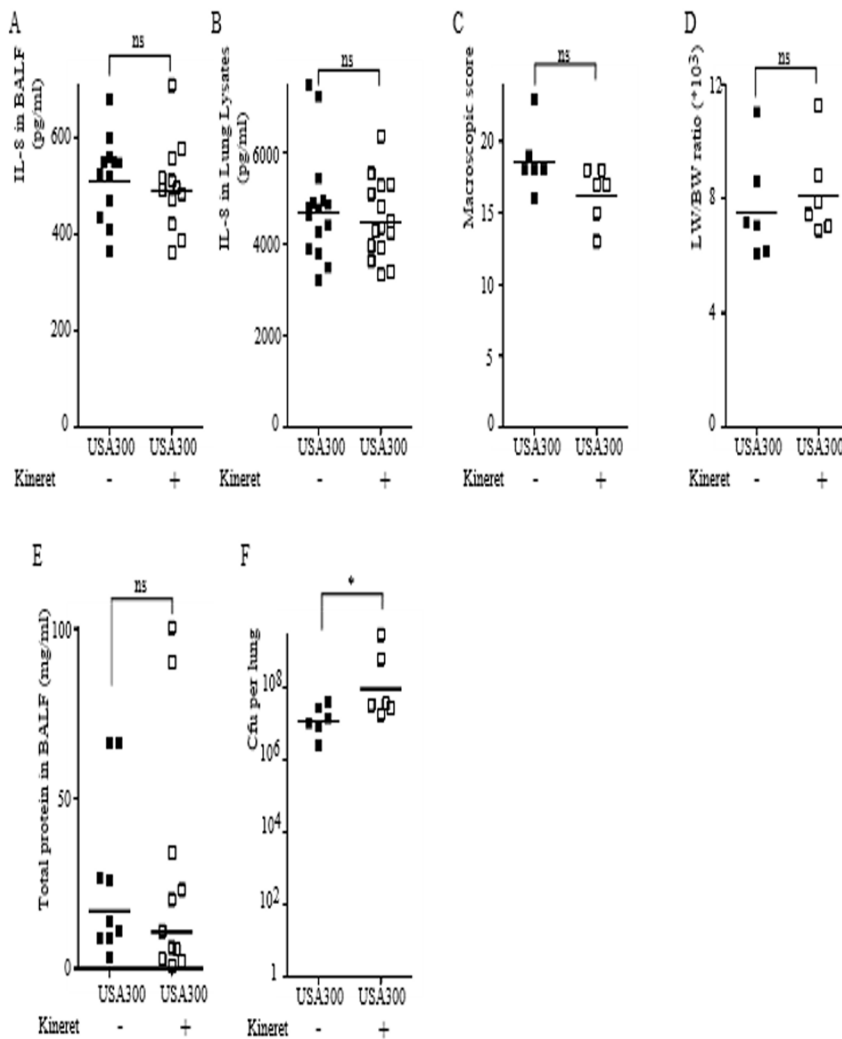 A
ns
IL-8 in BALF
(pg/ml)
600
400
200
0
USA300 USA300
Kineret - +
B
ns
IL-8 in Lung Lysates
(pg/ml)
6000
4000
2000
0
USA300 USA300
Kineret - +
C
ns
Macroscopic score
20
15
10
5
0
USA300 USA300
Kineret - +
D
ns
LW/BW ratio (*10³)
12
8
4
0
USA300 USA300
Kineret - +
E
ns
Total protein in BALF (mg/ml)
100
50
0
USA300 USA300
Kineret - +
F
*
Cfu per lung
10⁸
10⁶
10⁴
10²
1
USA300 USA300
Kineret - +